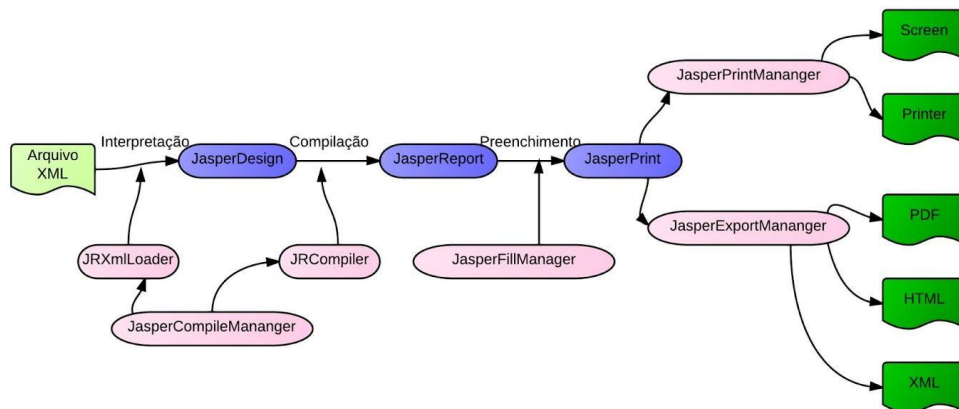 Screen
JasperPrintMananger
Printer
Interpretação
Compilação
Preenchimento
Arquivo
XML
JasperDesign
JasperReport
JasperPrint
PDF
JasperExportMananger
JRXmlLoader
JRCompiler
JasperFillManager
HTML
JasperCompileMananger
XML